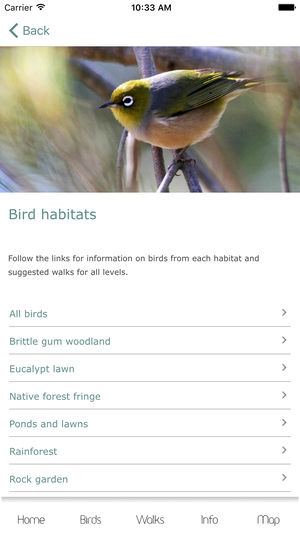 Carrier 10:33 AM
Back
Bird habitats
Follow the links for information on birds from each habitat and
suggested walks for all levels.
All birds
Brittle gum woodland
Eucalypt lawn
Native forest fringe
Ponds and lawns
Rainforest
Rock garden
Home Birds Walks Info Map